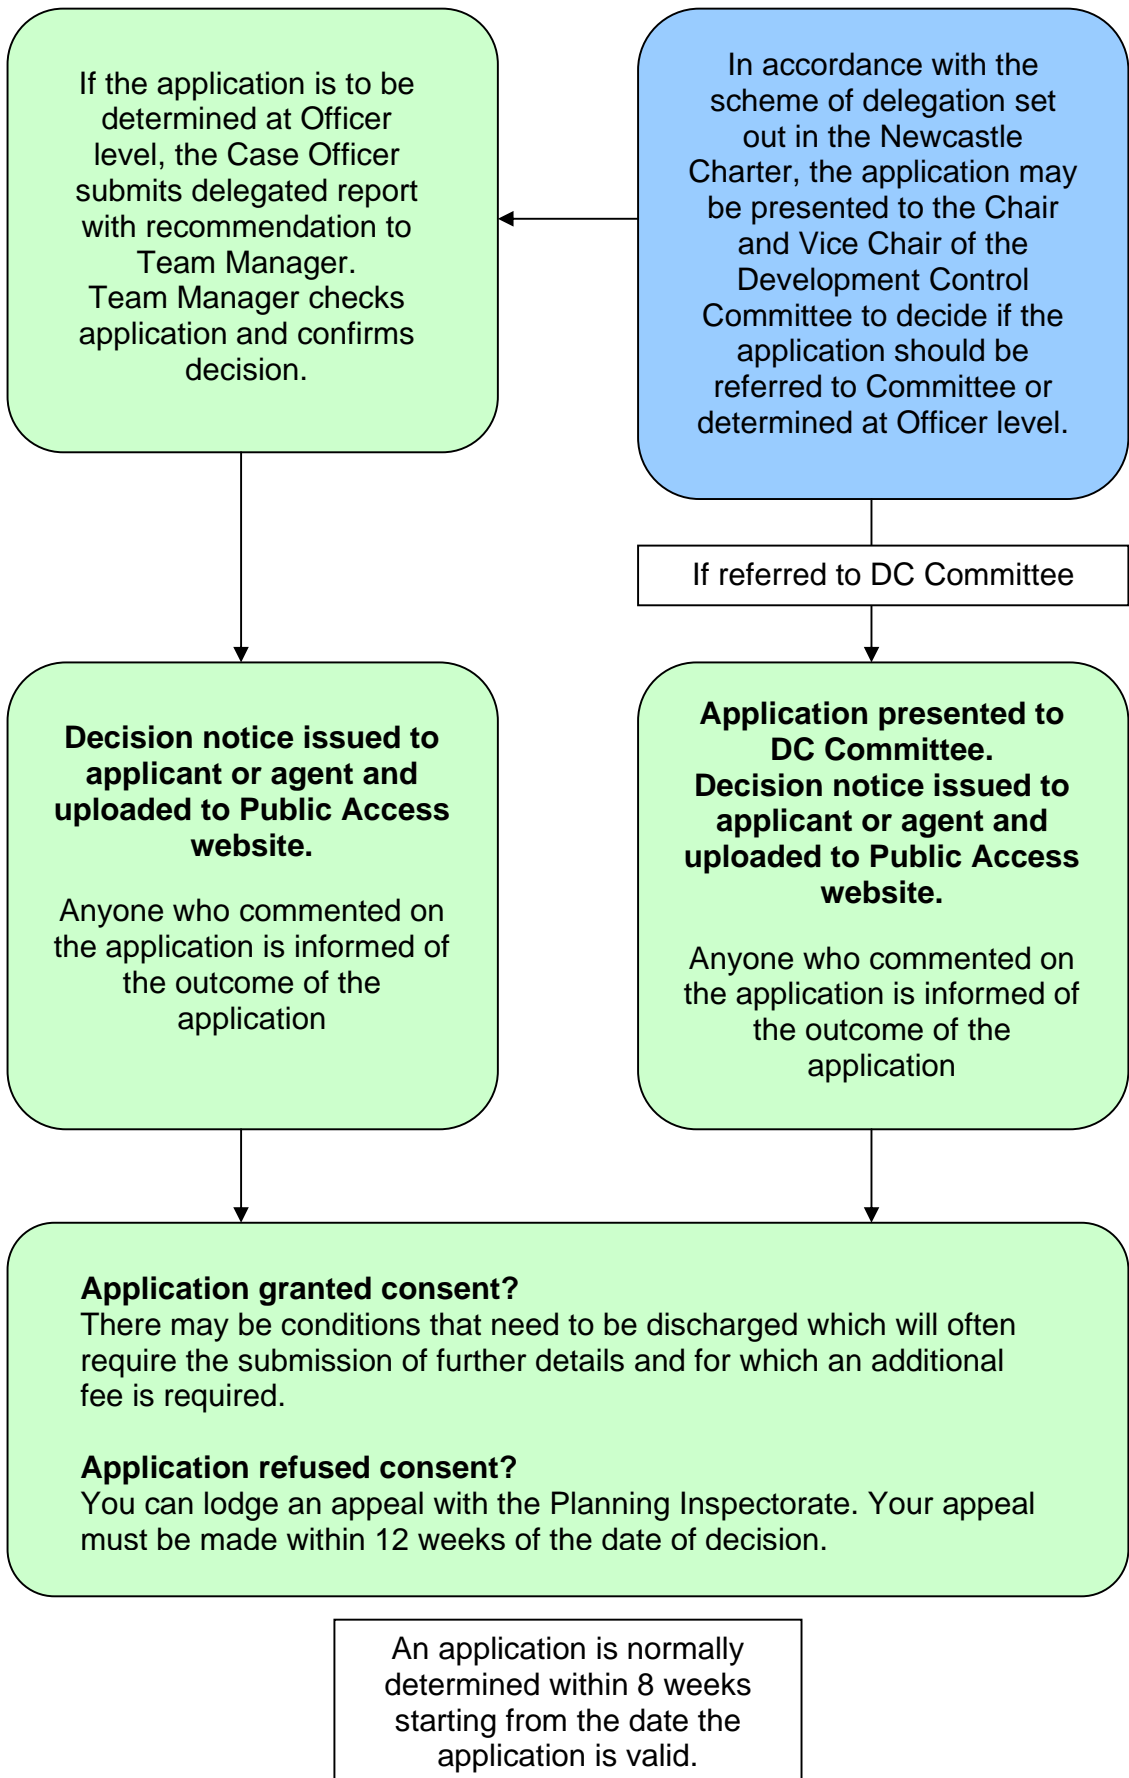 If the application is to be
determined at Officer
level, the Case Officer
submits delegated report
with recommendation to
Team Manager.
Team Manager checks
application and confirms
decision.
In accordance with the
scheme of delegation set
out in the Newcastle
Charter, the application may
be presented to the Chair
and Vice Chair of the
Development Control
Committee to decide if the
application should be
referred to Committee or
determined at Officer level.
If referred to DC Committee
Decision notice issued to
applicant or agent and
uploaded to Public Access
website.
Anyone who commented on
the application is informed of
the outcome of the
application
Application presented to
DC Committee.
Decision notice issued to
applicant or agent and
uploaded to Public Access
website.
Anyone who commented on
the application is informed of
the outcome of the
application
Application granted consent?
There may be conditions that need to be discharged which will often
require the submission of further details and for which an additional
fee is required.
Application refused consent?
You can lodge an appeal with the Planning Inspectorate. Your appeal
must be made within 12 weeks of the date of decision.
An application is normally
determined within 8 weeks
starting from the date the
application is valid.